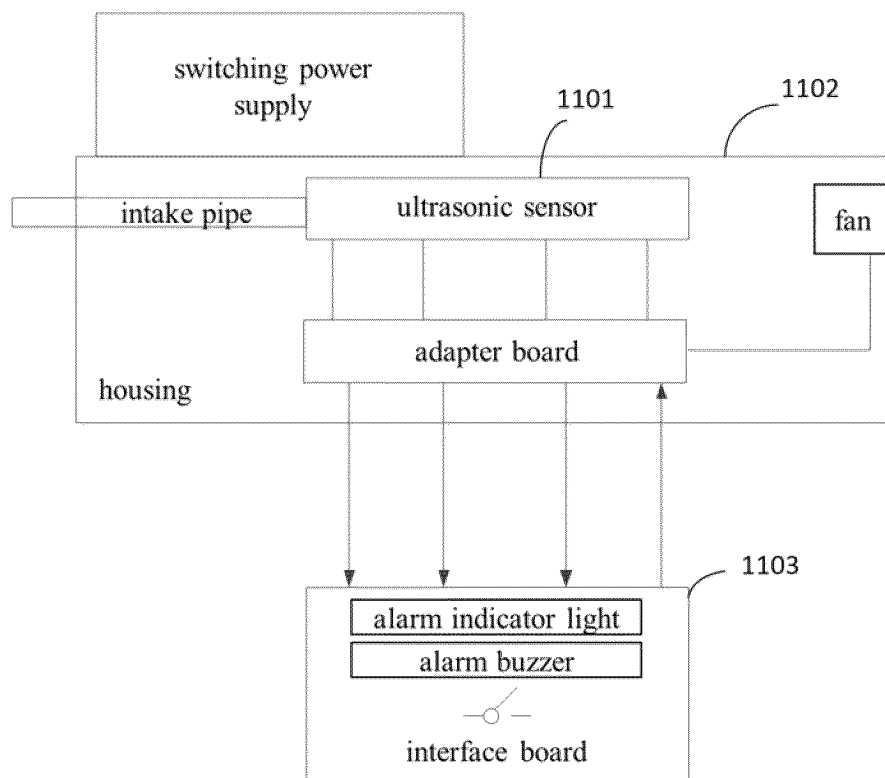 switching power
supply
1101
1102
intake pipe
ultrasonic sensor
fan
adapter board
housing
1103
alarm indicator light
alarm buzzer
interface board